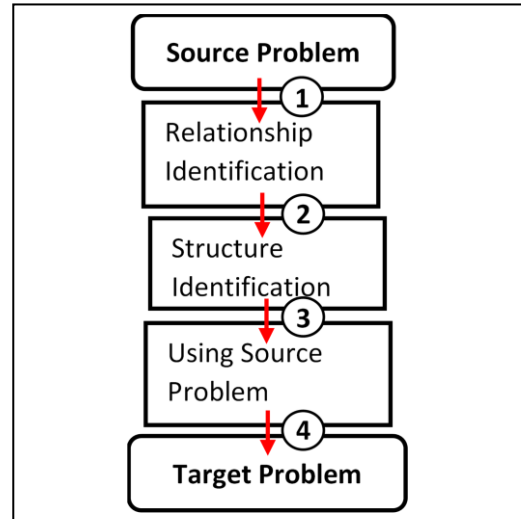 Source Problem
1
Relationship
Identification
2
Structure
Identification
3
Using Source
Problem
4
Target Problem